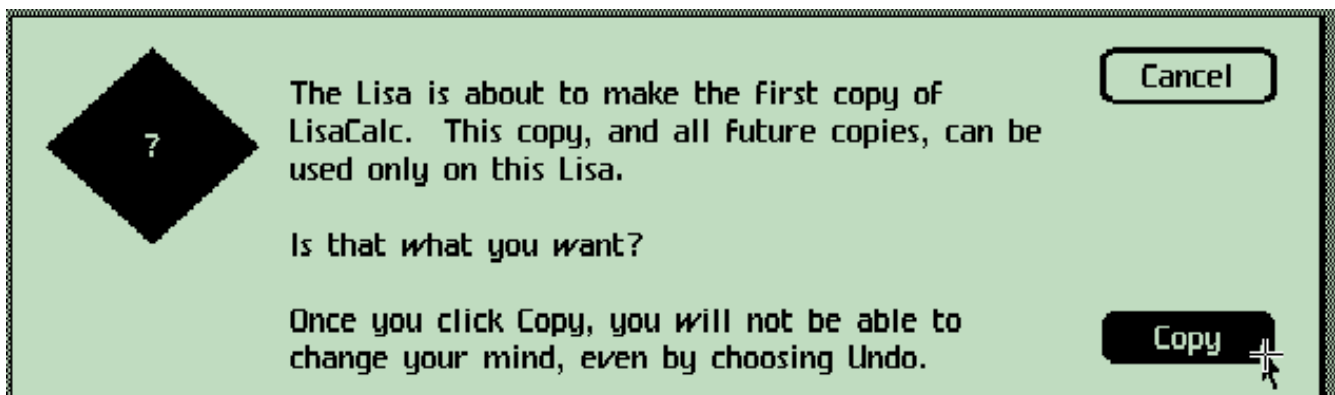 ?
The Lisa is about to make the first copy of
LisaCalc.  This copy, and all future copies, can be
used only on this Lisa.
Is that what you want?
Once you click Copy, you will not be able to
change your mind, even by choosing Undo.
Cancel
Copy